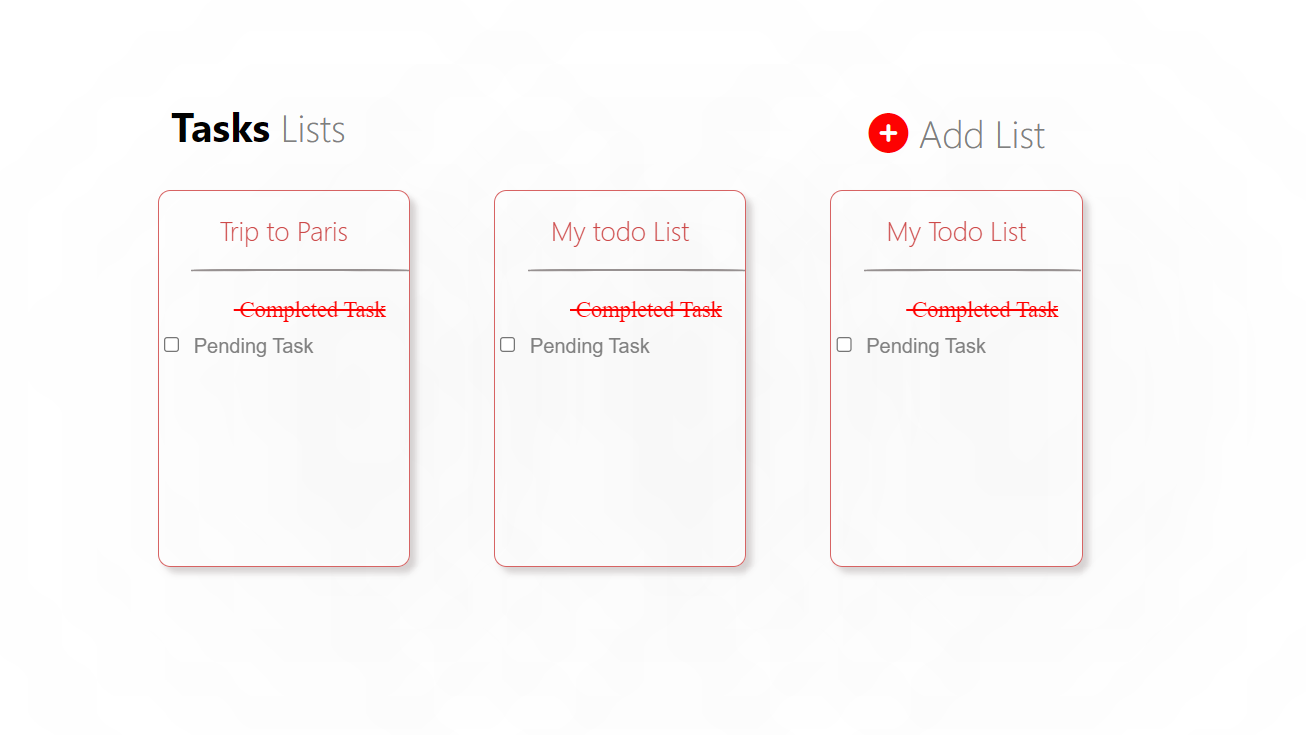 Tasks Lists
Add List
Trip to Paris
Completed Task
Pending Task
My todo List
Completed Task
Pending Task
My Todo List
Completed Task
Pending Task